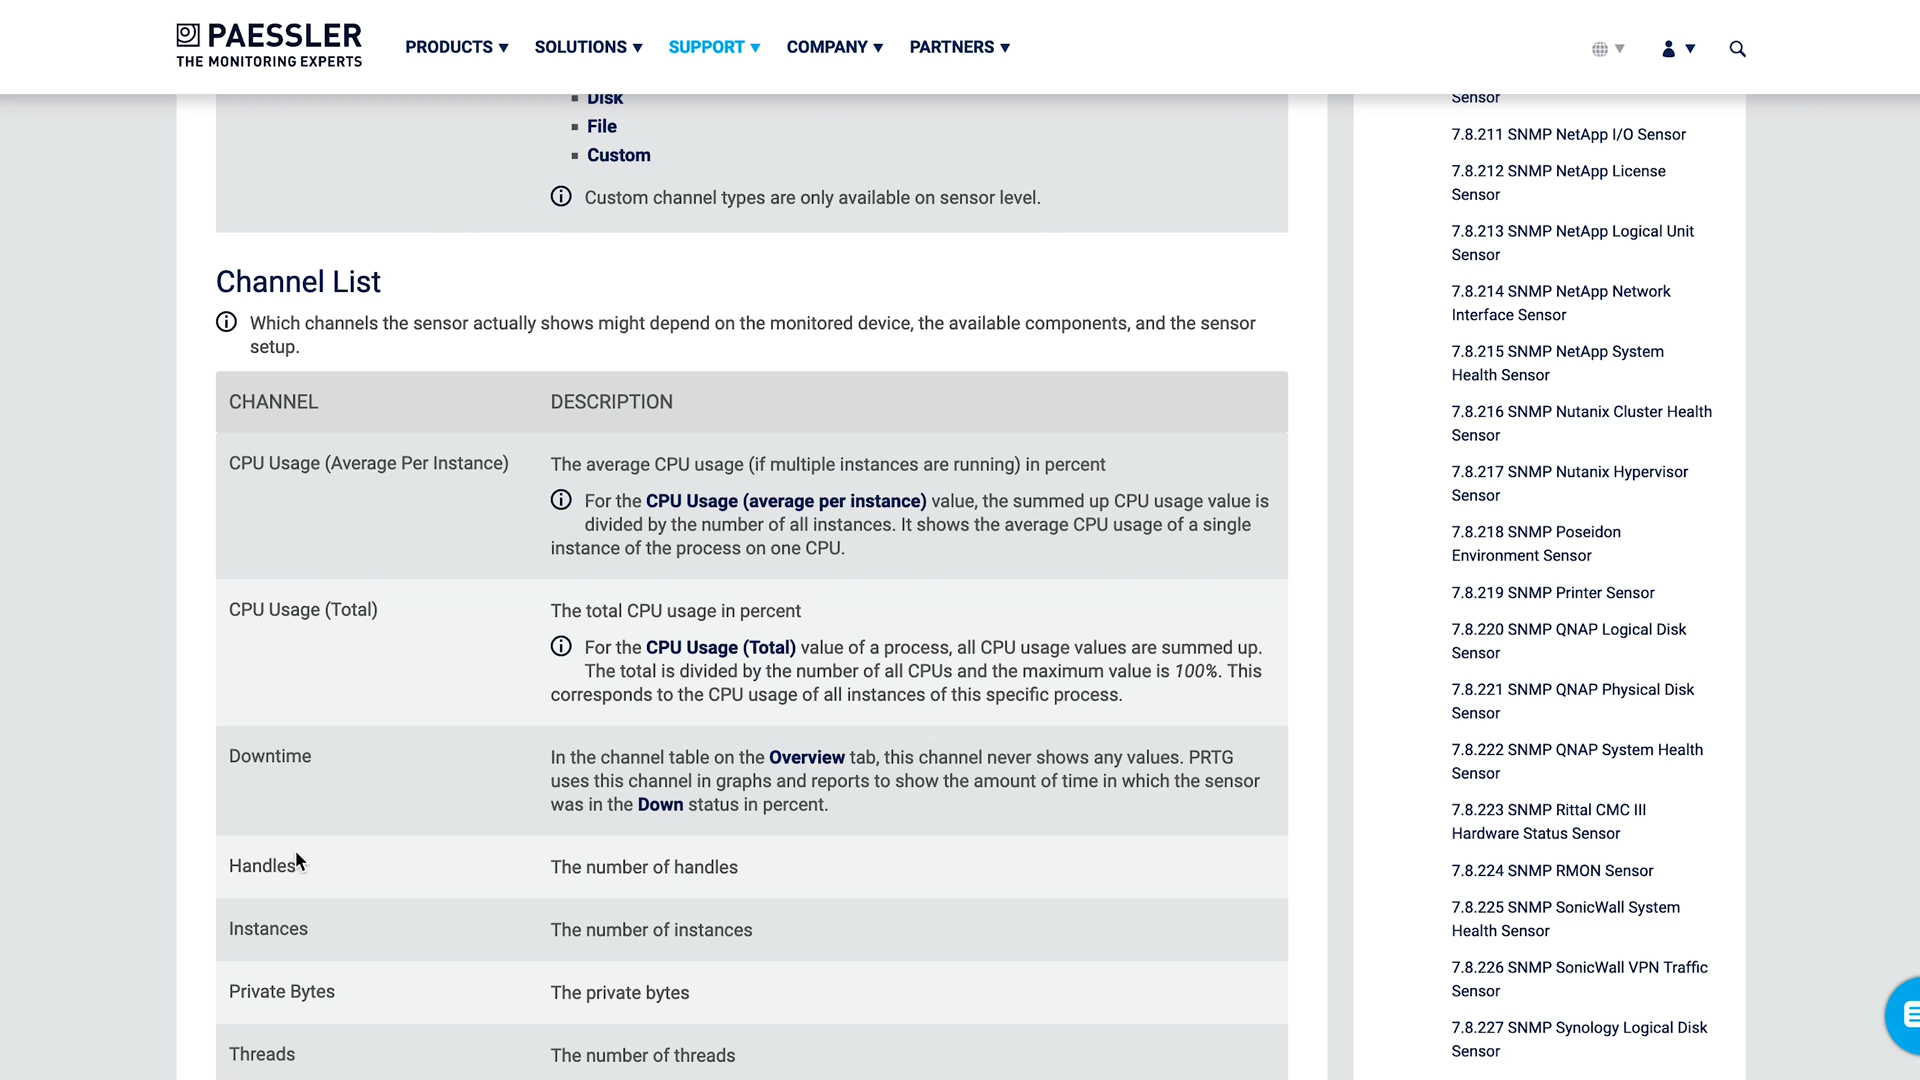 PAESSLER
THE MONITORING EXPERTS
PRODUCTS ▼ SOLUTIONS ▼ SUPPORT ▼ COMPANY ▼ PARTNERS ▼
Disk
File
Custom
Custom channel types are only available on sensor level.
Channel List
Which channels the sensor actually shows might depend on the monitored device, the available components, and the sensor
setup.
CHANNEL DESCRIPTION
CPU Usage (Average Per Instance) The average CPU usage (if multiple instances are running) in percent
For the CPU Usage (average per instance) value, the summed up CPU usage value is
divided by the number of all instances. It shows the average CPU usage of a single
instance of the process on one CPU.
CPU Usage (Total) The total CPU usage in percent
For the CPU Usage (Total) value of a process, all CPU usage values are summed up.
The total is divided by the number of all CPUs and the maximum value is 100%. This
corresponds to the CPU usage of all instances of this specific process.
Downtime In the channel table on the Overview tab, this channel never shows any values. PRTG
uses this channel in graphs and reports to show the amount of time in which the sensor
was in the Down status in percent.
Handles The number of handles
Instances The number of instances
Private Bytes The private bytes
Threads The number of threads
Sensor
7.8.211 SNMP NetApp I/O Sensor
7.8.212 SNMP NetApp License
Sensor
7.8.213 SNMP NetApp Logical Unit
Sensor
7.8.214 SNMP NetApp Network
Interface Sensor
7.8.215 SNMP NetApp System
Health Sensor
7.8.216 SNMP Nutanix Cluster Health
Sensor
7.8.217 SNMP Nutanix Hypervisor
Sensor
7.8.218 SNMP Poseidon
Environment Sensor
7.8.219 SNMP Printer Sensor
7.8.220 SNMP QNAP Logical Disk
Sensor
7.8.221 SNMP QNAP Physical Disk
Sensor
7.8.222 SNMP QNAP System Health
Sensor
7.8.223 SNMP Rittal CMC III
Hardware Status Sensor
7.8.224 SNMP RMON Sensor
7.8.225 SNMP SonicWall System
Health Sensor
7.8.226 SNMP SonicWall VPN Traffic
Sensor
7.8.227 SNMP Synology Logical Disk
Sensor